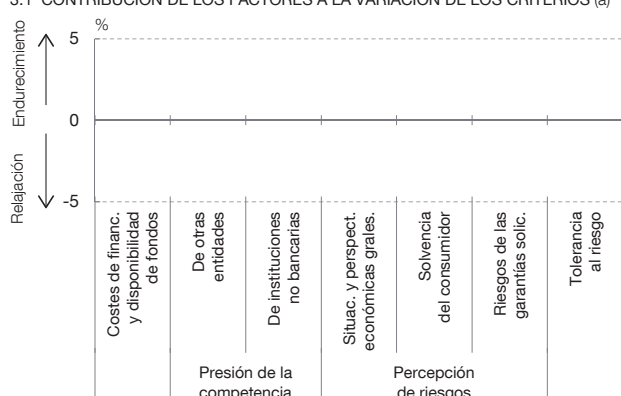 3.1 CONTRIBUCIÓN DE LOS FACTORES A LA VARIACIÓN DE LOS CRITERIOS (a)
%
Endurecimiento
Relajación
5
0
-5
Costes de financ.
y disponibilidad
de fondos
De otras
entidades
De instituciones
no bancarias
Situac. y perspect.
económicas grales.
Solvencia
del consumidor
Riesgos de las
garantías solic.
Tolerancia
al riesgo
Presión de la
competencia
Percepción
de riesgos